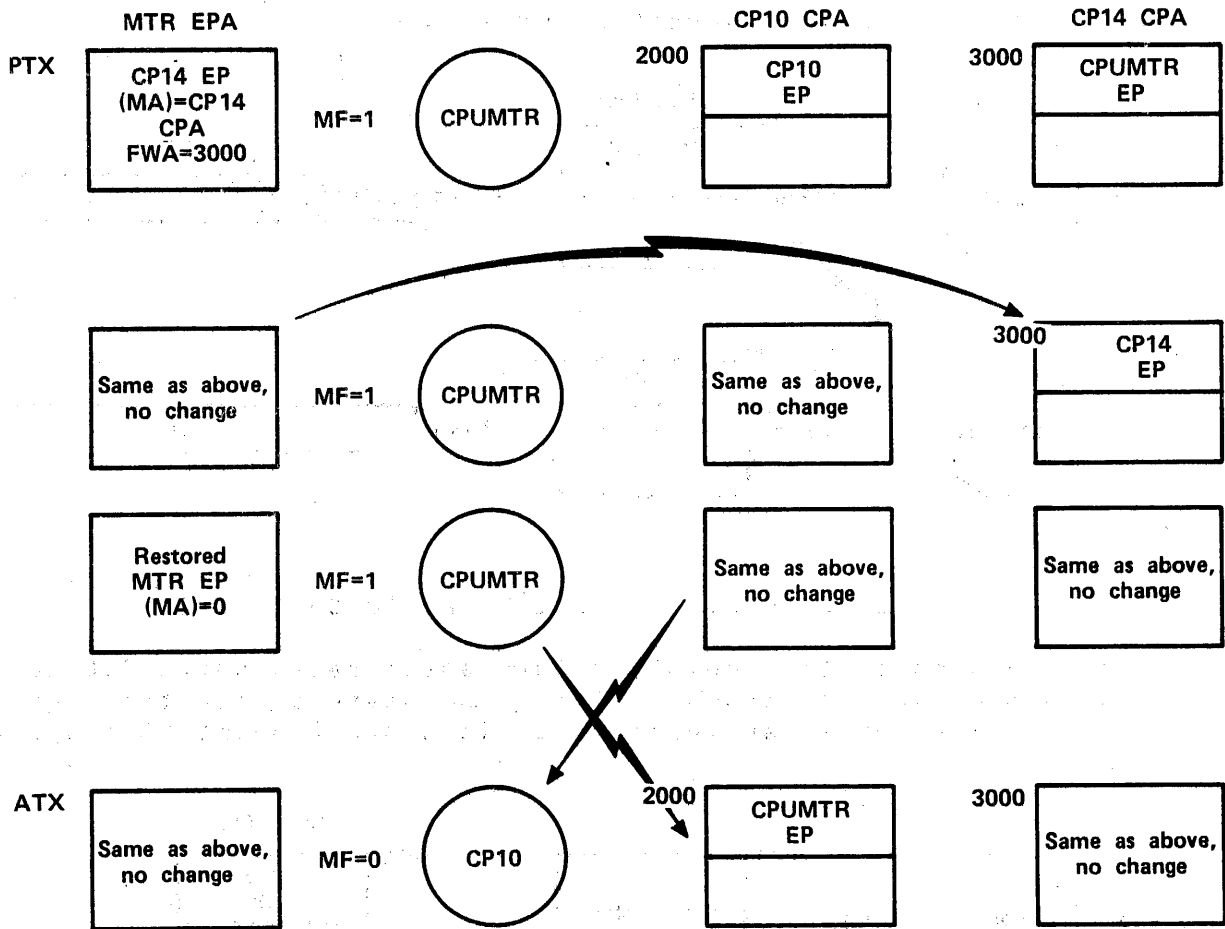 MTR EPA
CP10 CPA
CP14 CPA
PTX
CP14 EP
(MA)=CP14
CPA
FWA=3000
MF=1
CPUMTR
2000
CP10
EP
3000
CPUMTR
EP
Same as above,
no change
MF=1
CPUMTR
Same as above,
no change
3000
CP14
EP
Restored
MTR EP
(MA)=0
MF=1
CPUMTR
Same as above,
no change
Same as above,
no change
ATX
Same as above,
no change
MF=0
CP10
2000
CPUMTR
EP
3000
Same as above,
no change